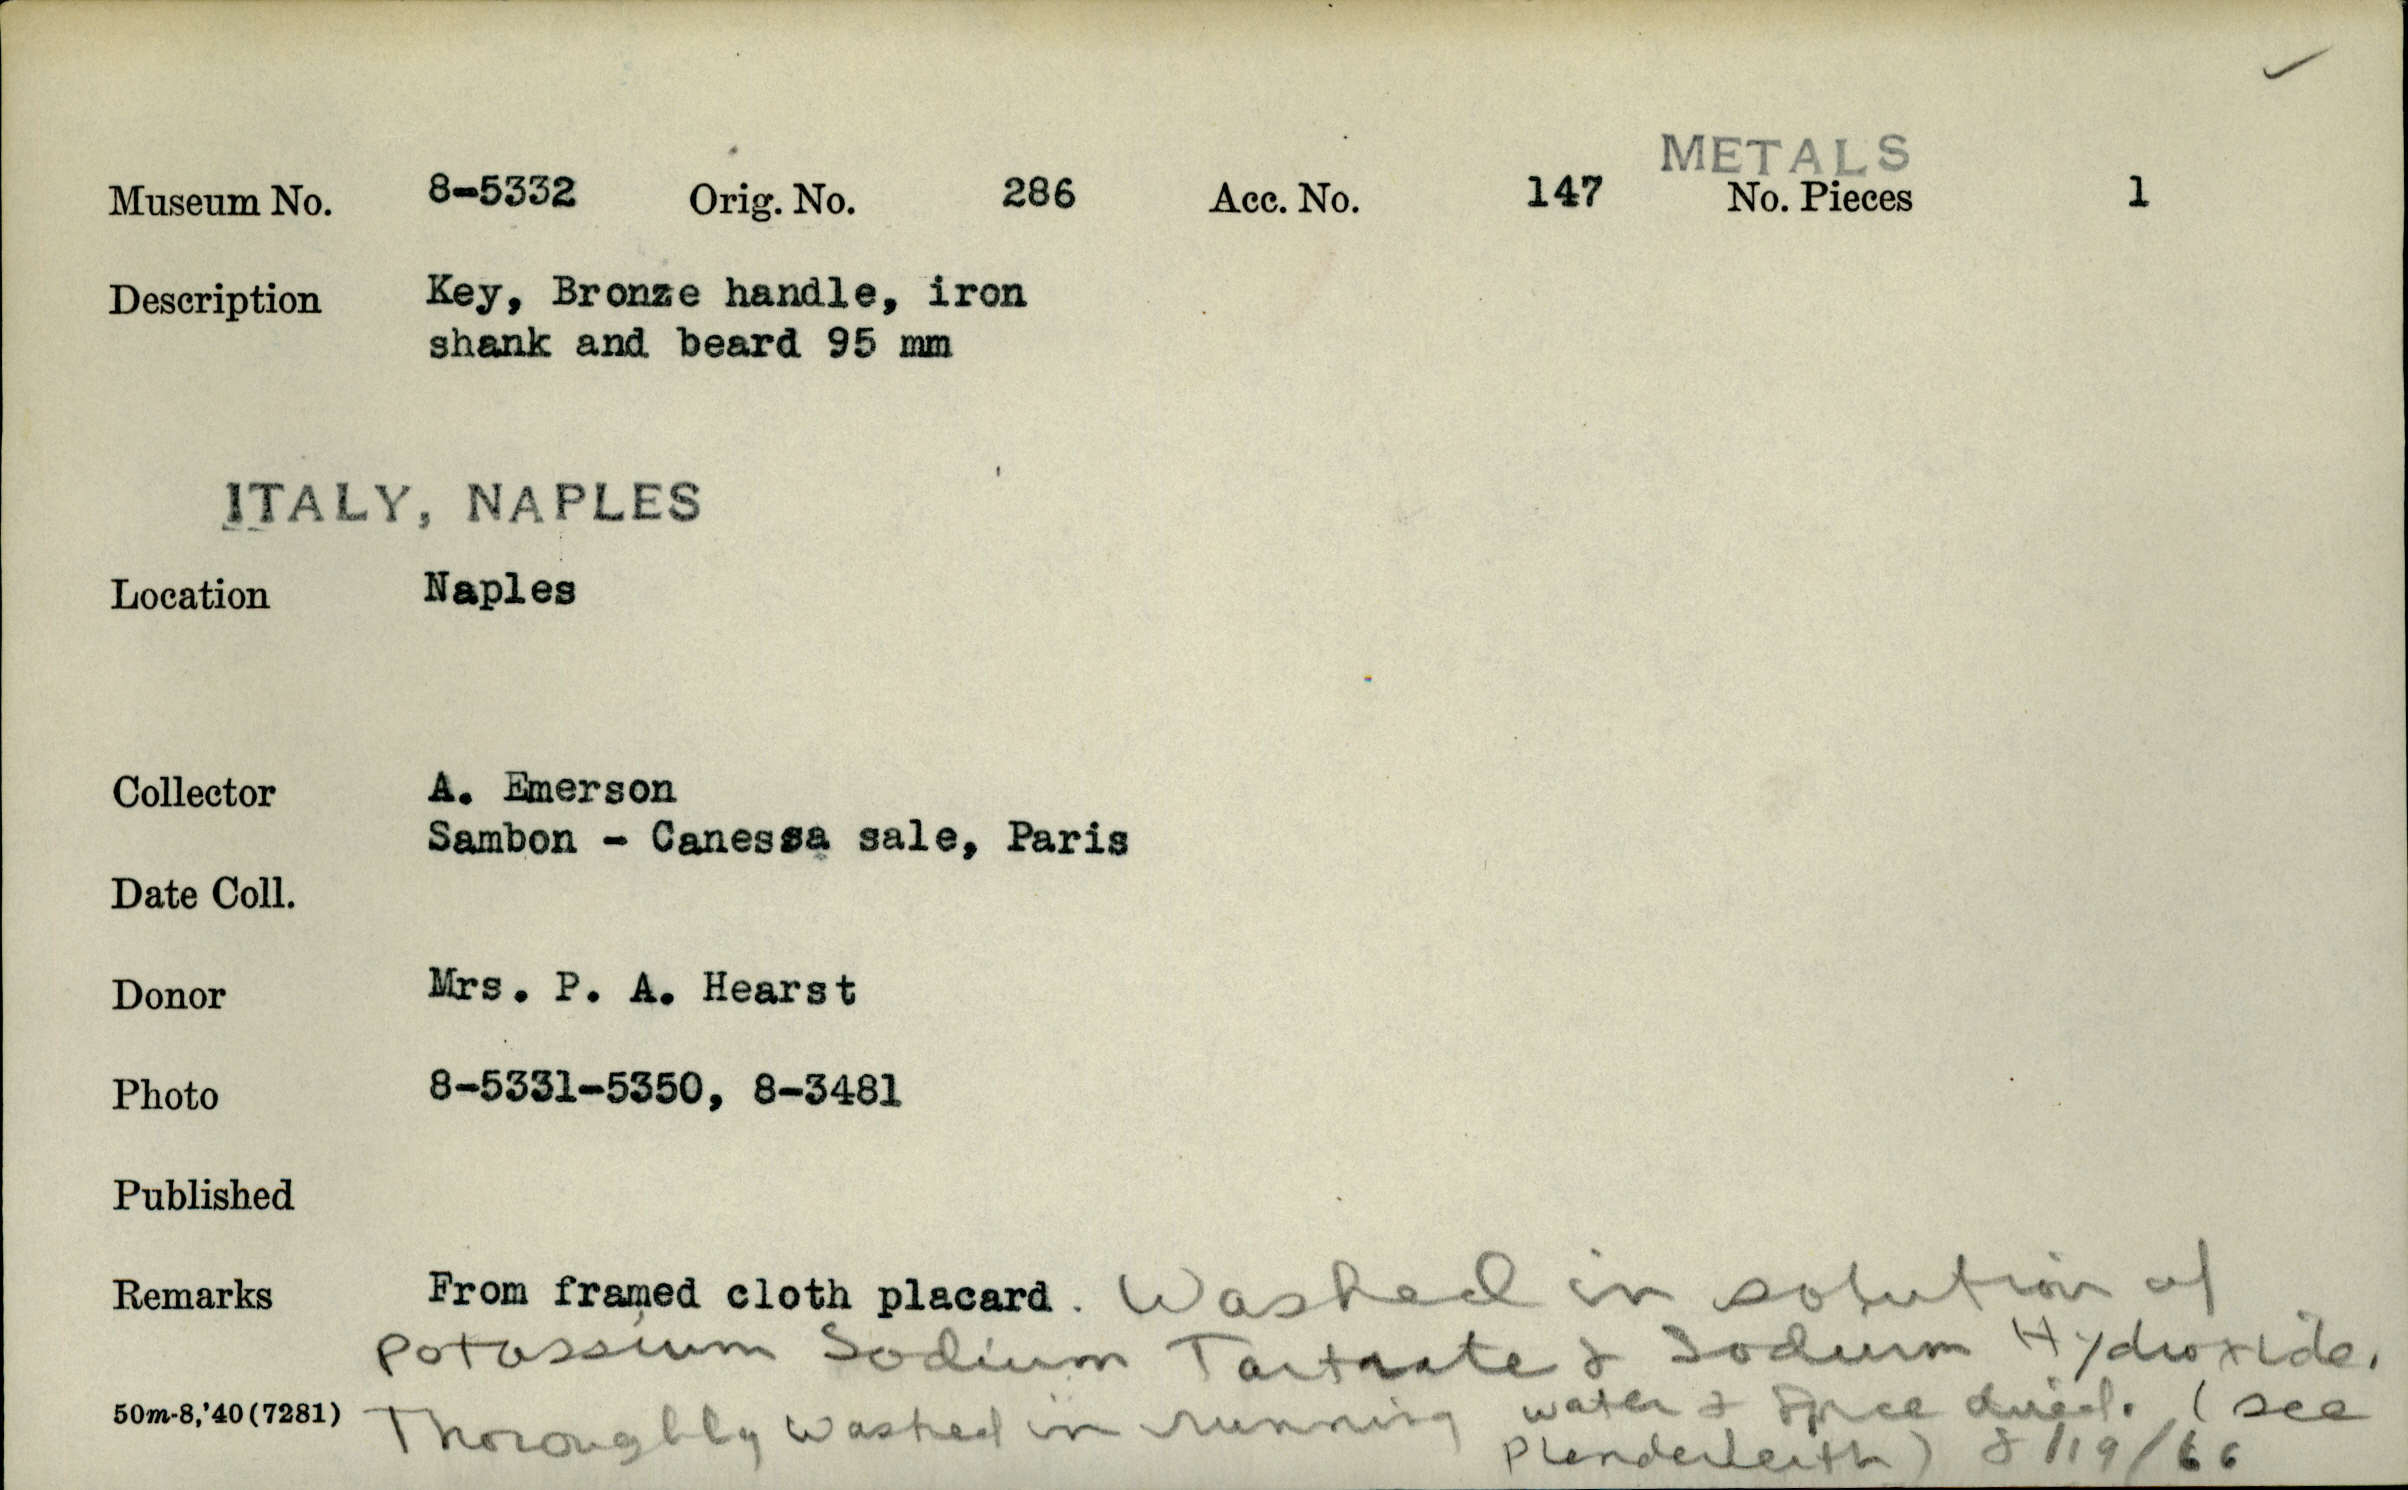 METALS
Museum No. 8-5332 Orig. No. 286 Acc. No. 147 No. Pieces 1
Description Key, Bronze handle, iron
shank and beard 95 mm
ITALY, NAPLES
Location Naples
Collector A. Emerson
Sambon - Canessa sale, Paris
Date Coll.
Donor Mrs. P. A. Hearst
Photo 8-5331-5350, 8-3481
Published
Remarks From framed cloth placard. Washed in solution of
Potassium Sodium Tartrate & Sodium Hydroxide.
50m-8,'40(7281) Thoroughly washed in running water & dried. (see
Plenderleith) 8/19/66